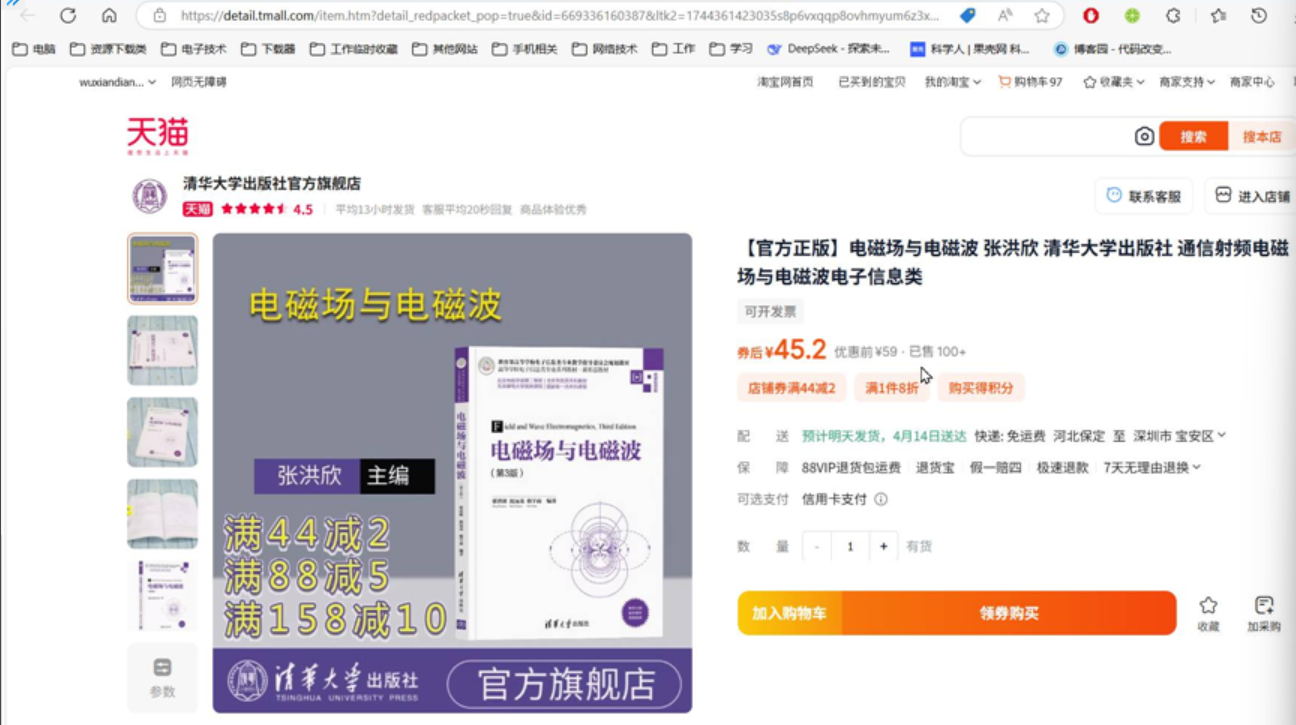 https://detail.tmall.com/item.htm?detail_redpacket_pop=true&id=669336160387&ltk2=1744361423035s8p6vxqqp8ovhmyum6z3x...
电脑 资源下载类 电子技术 下载器 工作临时收藏 其他网站 手机相关 网络技术 工作 学习 DeepSeek - 探索未... 科学人 | 果壳网 科... 博客园 - 代码改变...
wuxiandian... 网页无障碍 淘宝网首页 已买到的宝贝 我的淘宝 购物车97 收藏夹 商家支持 商家中心
天猫
搜索 搜本店
清华大学出版社官方旗舰店
天猫 4.5 平均13小时发货 客服平均20秒回复 商品体验优秀
联系客服 进入店铺
电磁场与电磁波
Field and Wave Electromagnetics, Third Edition
电磁场与电磁波
(第3版)
电磁场与电磁波
清华大学出版社
张洪欣 主编
满44减2
满88减5
满158减10
清华大学出版社
TSINGHUA UNIVERSITY PRESS
官方旗舰店
参数
【官方正版】电磁场与电磁波 张洪欣 清华大学出版社 通信射频电磁
场与电磁波电子信息类
可开发票
券后¥45.2 优惠前¥59 · 已售 100+
店铺券满44减2 满1件8折 购买得积分
配送 预计明天发货，4月14日送达 快递: 免运费 河北保定 至 深圳市 宝安区
保障 88VIP退货包运费 退货宝 假一赔四 极速退款 7天无理由退换
可选支付 信用卡支付
数量 - 1 + 有货
加入购物车 领券购买
收藏 加采购